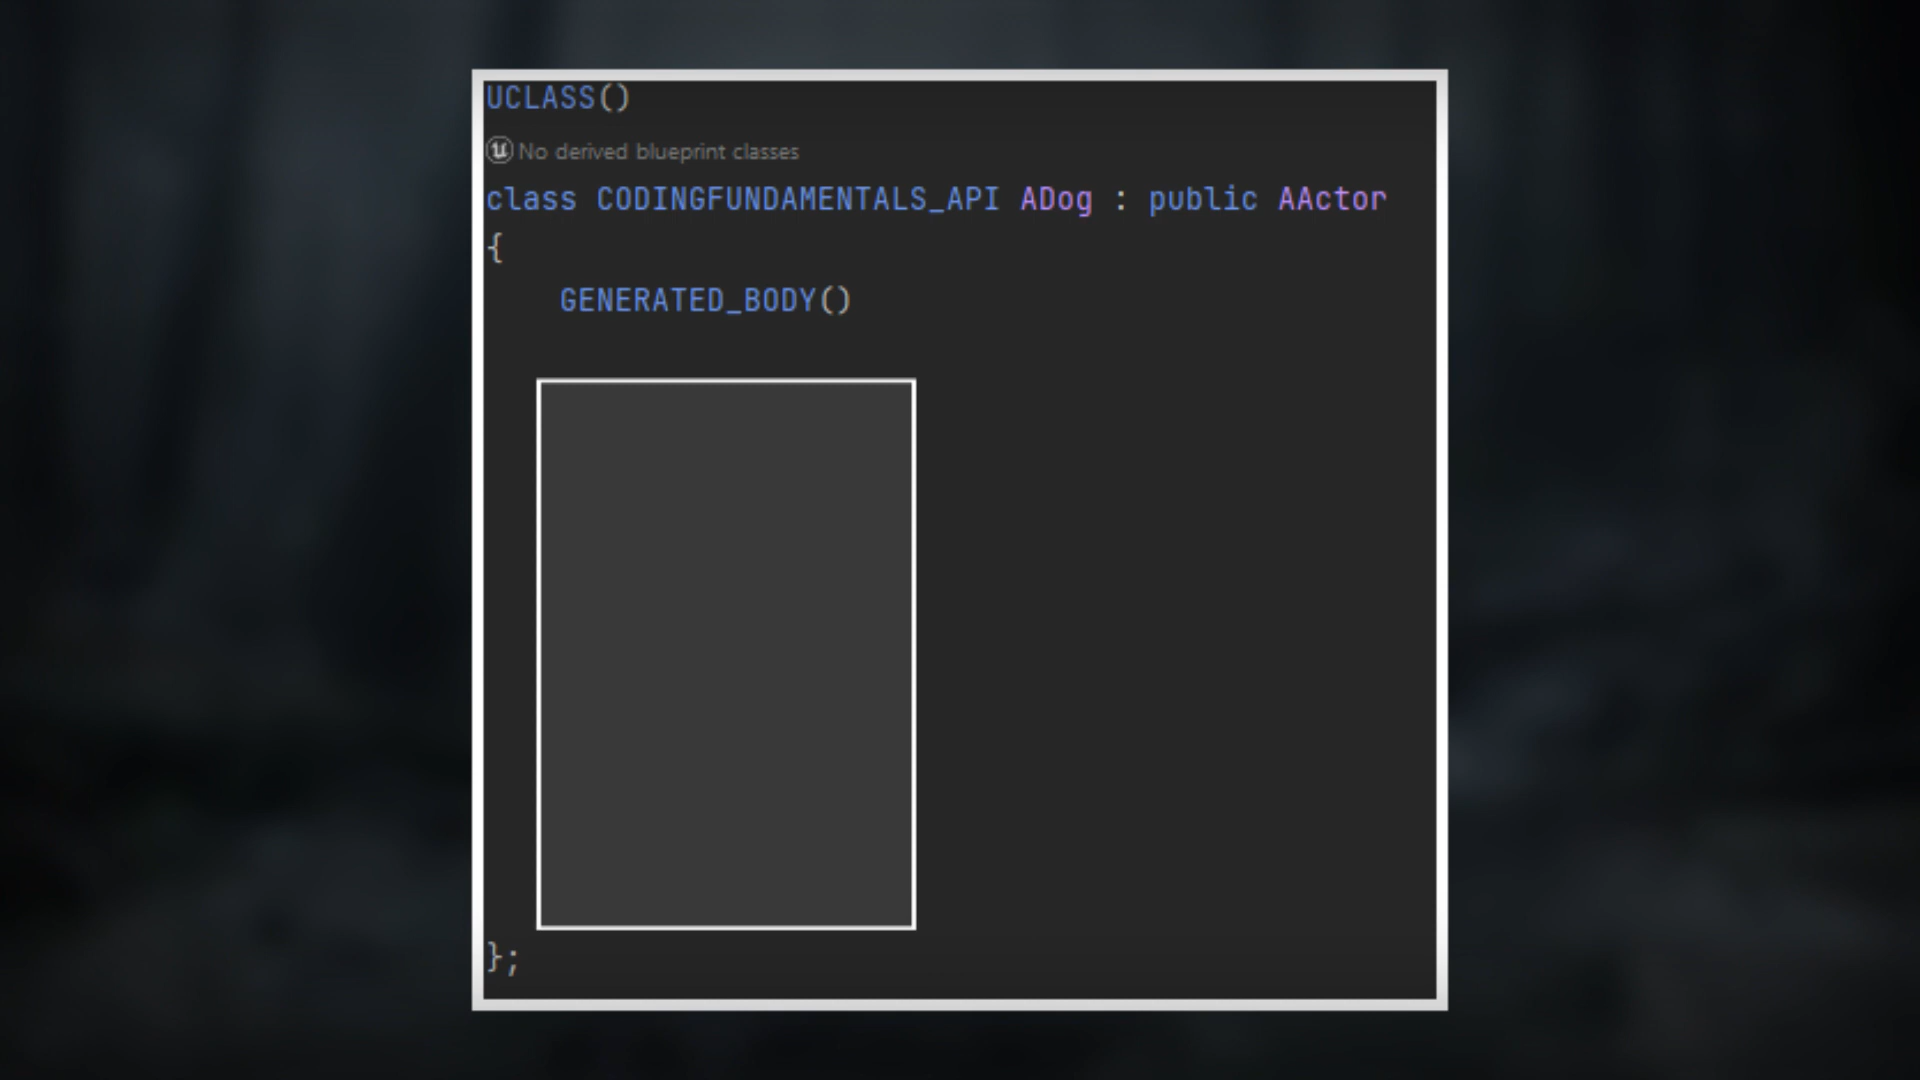 UCLASS()
No derived blueprint classes
class CODINGFUNDAMENTALS_API ADog : public AActor
{
GENERATED_BODY()
};